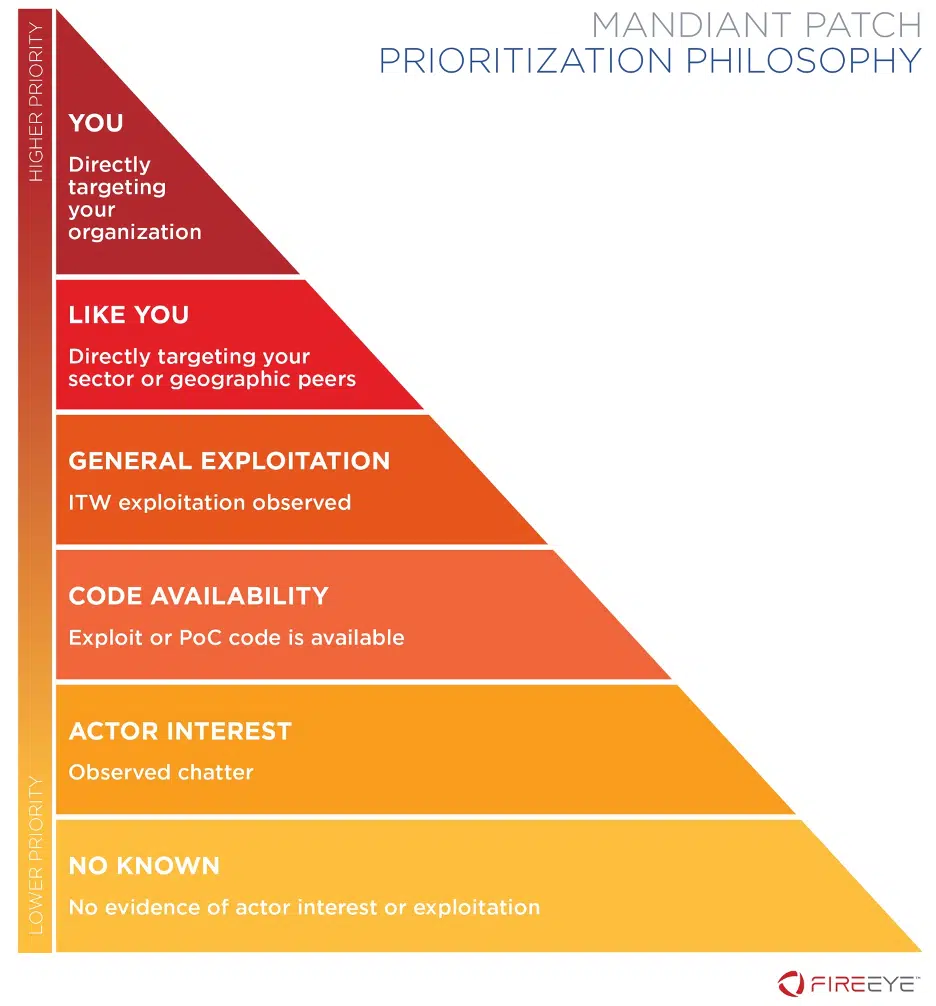 MANDIANT PATCH
PRIORITIZATION PHILOSOPHY
HIGHER PRIORITY
YOU
Directly
targeting
your
organization
LIKE YOU
Directly targeting your
sector or geographic peers
GENERAL EXPLOITATION
ITW exploitation observed
CODE AVAILABILITY
Exploit or PoC code is available
ACTOR INTEREST
Observed chatter
LOWER PRIORITY
NO KNOWN
No evidence of actor interest or exploitation
FIREEYE™